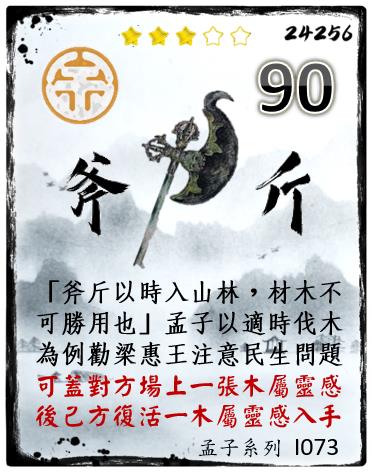 24256
90
斧 斤
「斧斤以時入山林，材木不
可勝用也」孟子以適時伐木
為例勸梁惠王注意民生問題
可蓋對方場上一張木屬靈感
後己方復活一木屬靈感入手
孟子系列 I073